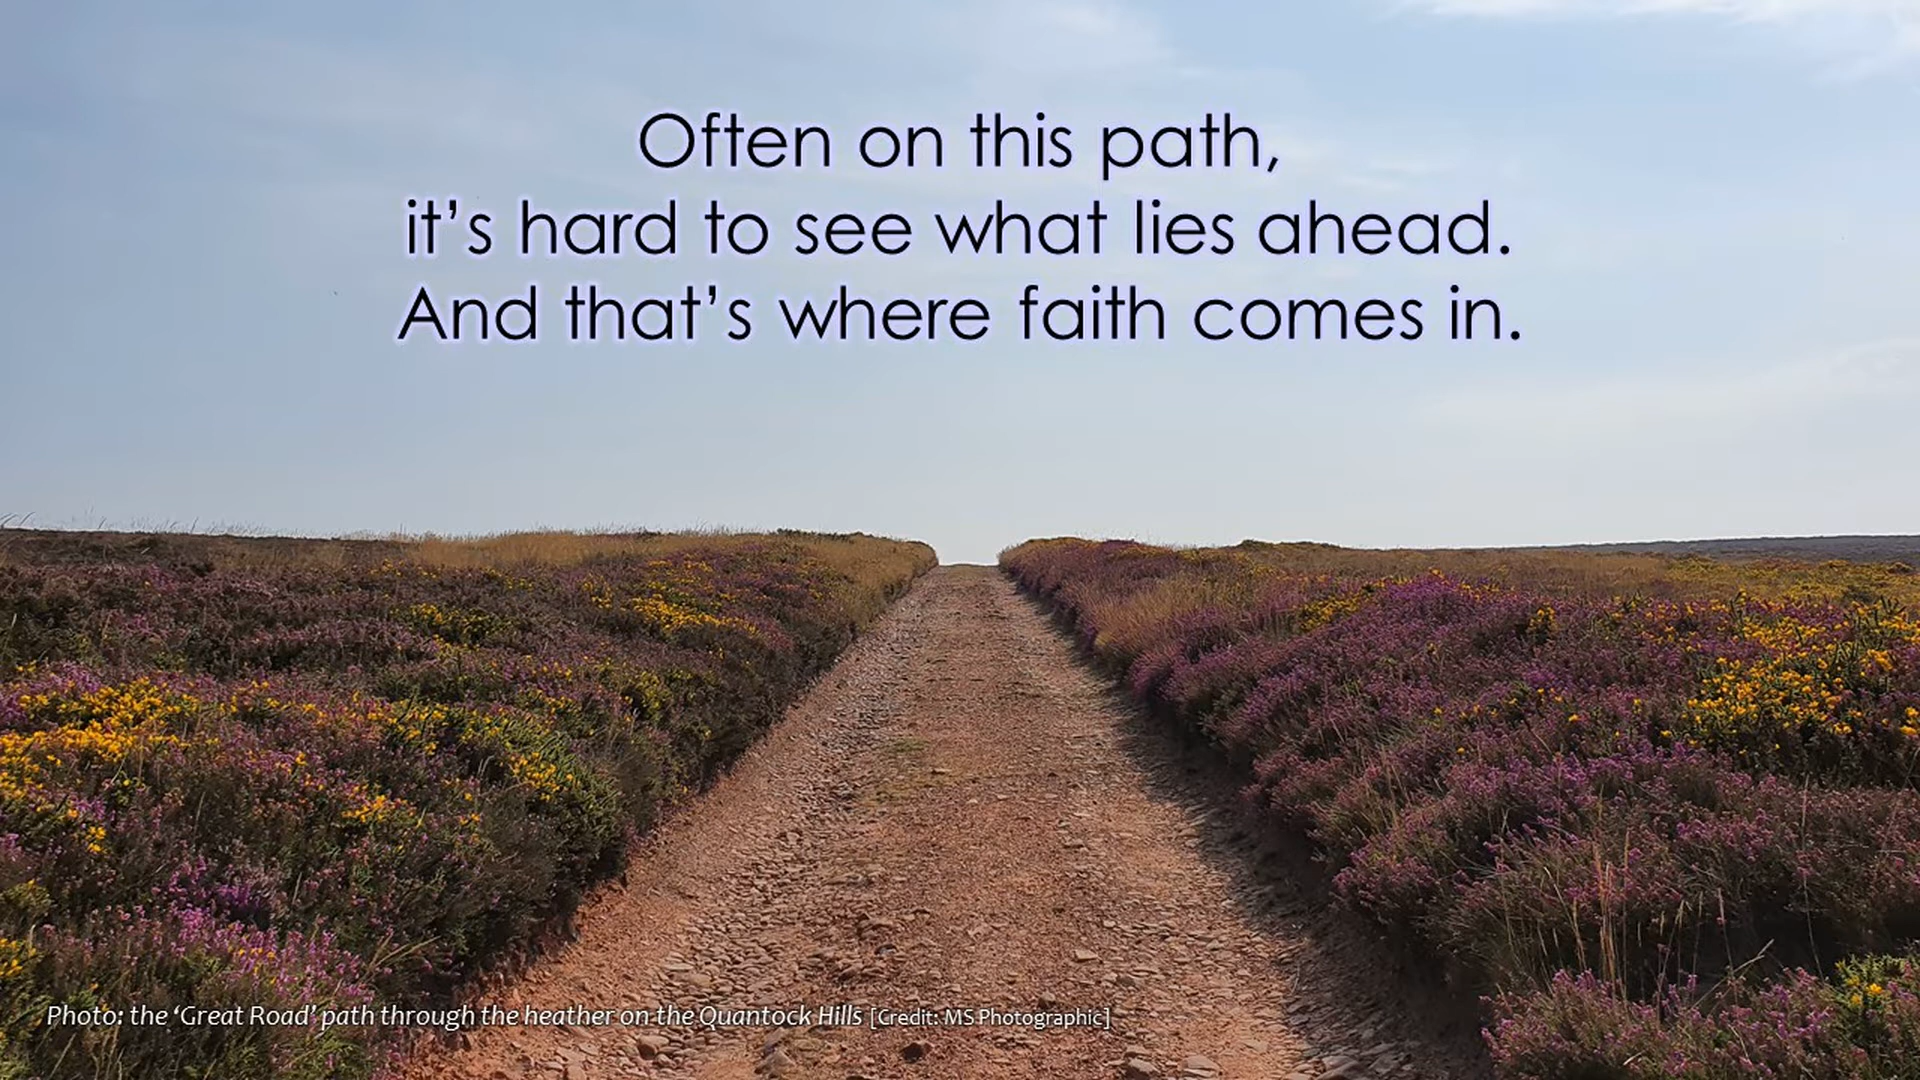 Often on this path,
it’s hard to see what lies ahead.
And that’s where faith comes in.
Photo: the ‘Great Road’ path through the heather on the Quantock Hills [Credit: MS Photographic]